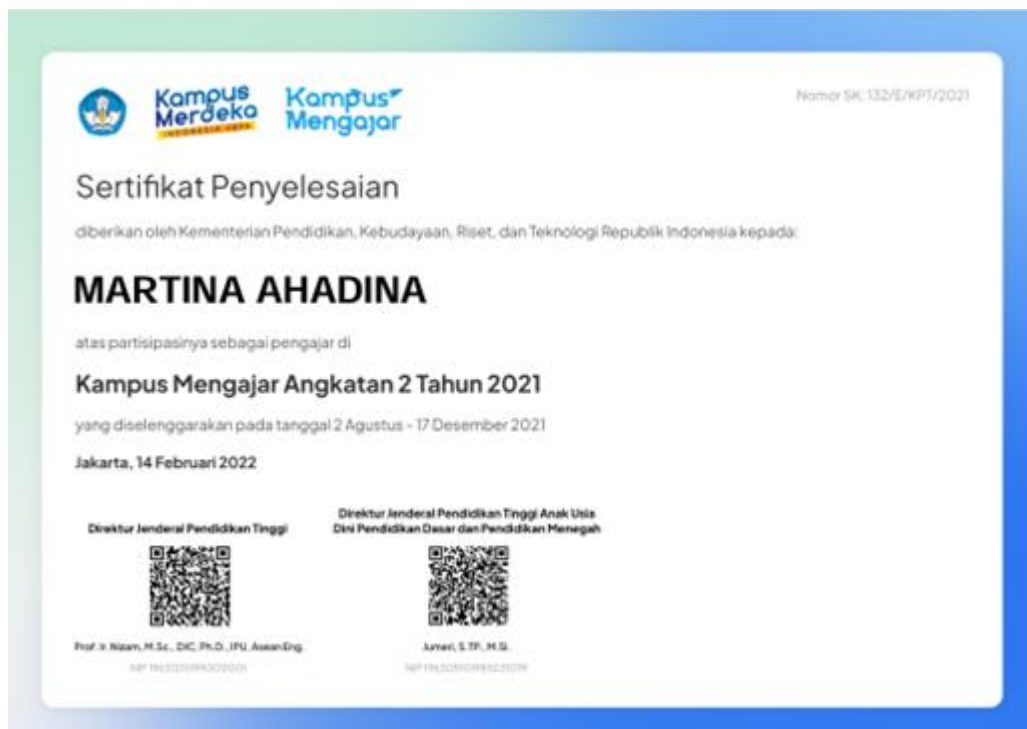 Kampus
Merdeka
INDONESIA JAYA
Kampus
Mengajar
Nomor SK: 132/E/KPT/2021
Sertifikat Penyelesaian
diberikan oleh Kementerian Pendidikan, Kebudayaan, Riset, dan Teknologi Republik Indonesia kepada:
MARTINA AHADINA
atas partisipasinya sebagai pengajar di
Kampus Mengajar Angkatan 2 Tahun 2021
yang diselenggarakan pada tanggal 2 Agustus - 17 Desember 2021
Jakarta, 14 Februari 2022
Direktur Jenderal Pendidikan Tinggi
Direktur Jenderal Pendidikan Tinggi Anak Usia
Dini Pendidikan Dasar dan Pendidikan Menegah
Prof. Ir. Nizam, M.Sc., DIC, Ph.D., IPU, Asean Eng.
Jumeri, S.TP., M.Si.
NIP
NIP